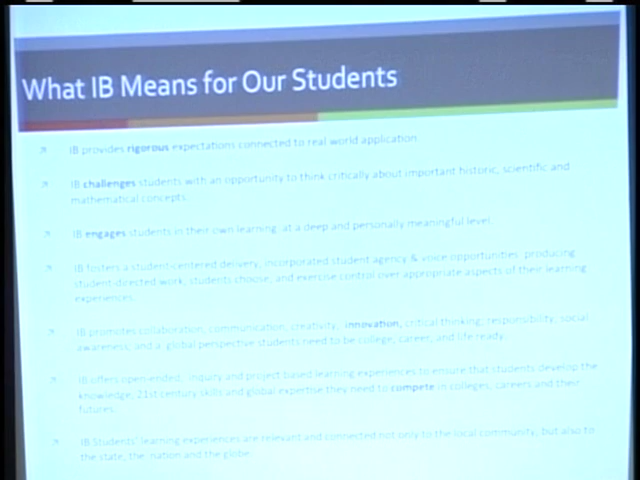 What IB Means for Our Students
IB provides rigorous expectations connected to real world application.
IB challenges students with an opportunity to think critically about important historic, scientific and
mathematical concepts.
IB engages students in their own learning, at a deep and personally meaningful level.
IB fosters a student-centered delivery, incorporated student agency & voice opportunities producing
student-directed work, students choose, and exercise control over appropriate aspects of their learning
experiences.
IB promotes collaboration, communication, creativity, innovation, critical thinking, responsibility, social
awareness, and a global perspective students need to be college, career, and life ready.
IB offers open-ended, inquiry and project based learning experiences to ensure that students develop the
knowledge, 21st century skills and global expertise they need to compete in colleges, careers and their
futures.
IB Students' learning experiences are relevant and connected not only to the local community, but also to
the state, the nation and the globe.